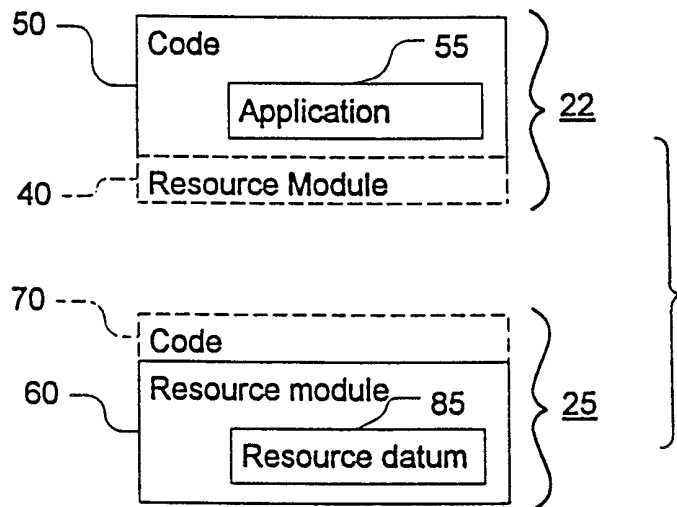 50 Code 55
Application 22
40 Resource Module
70 Code
60 Resource module 85 25
Resource datum